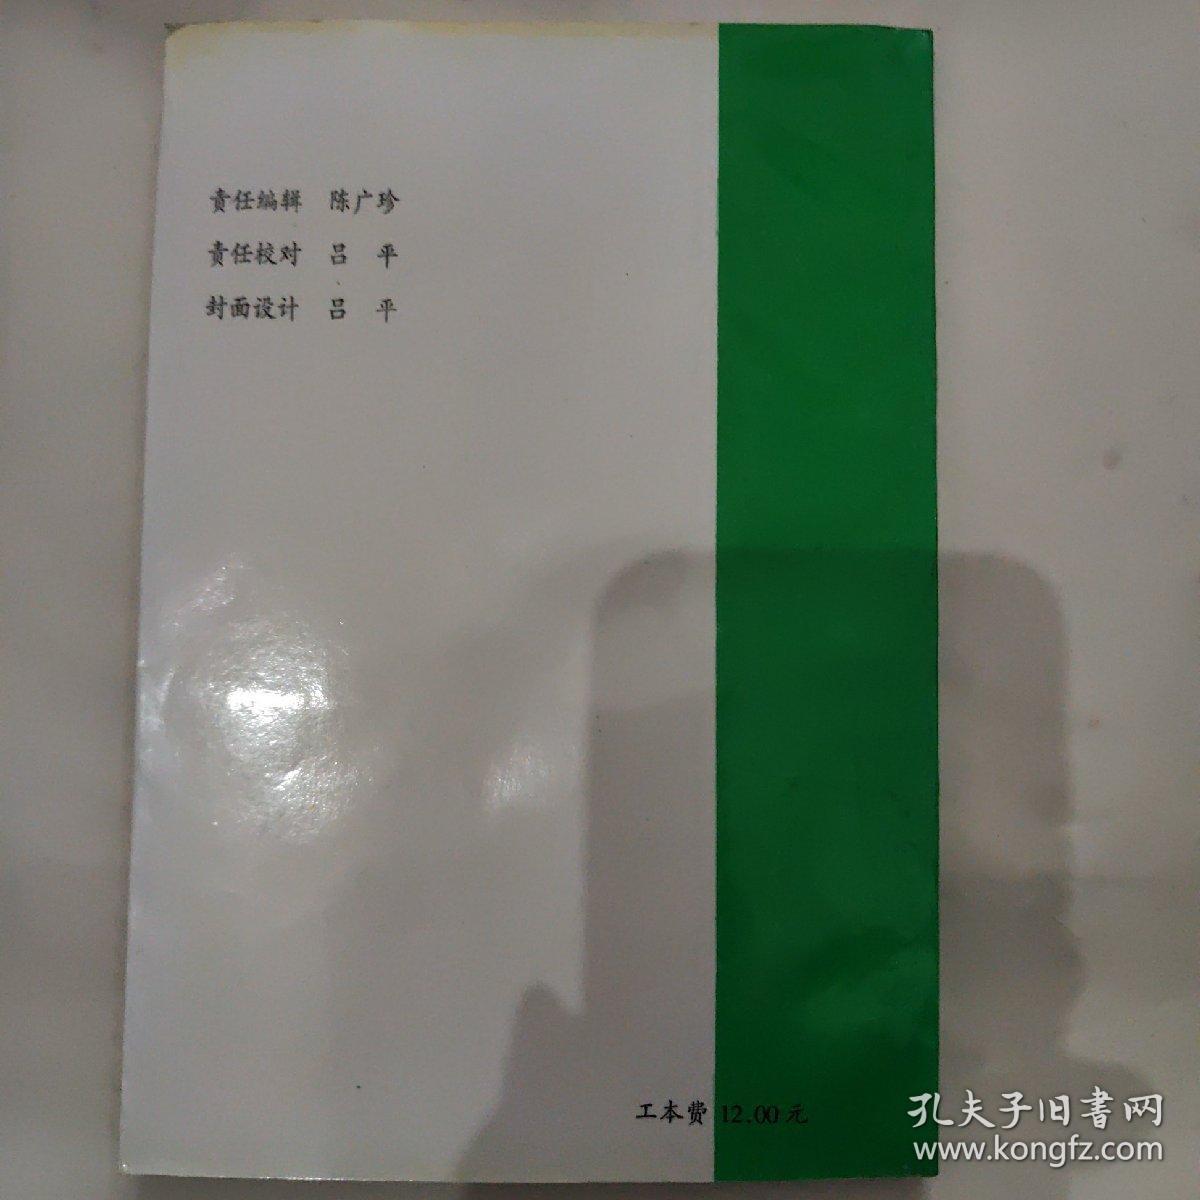 责任编辑 陈广珍
责任校对 吕 平
封面设计 吕 平
工本费 12.00元
孔夫子旧書网
www.kongfz.com